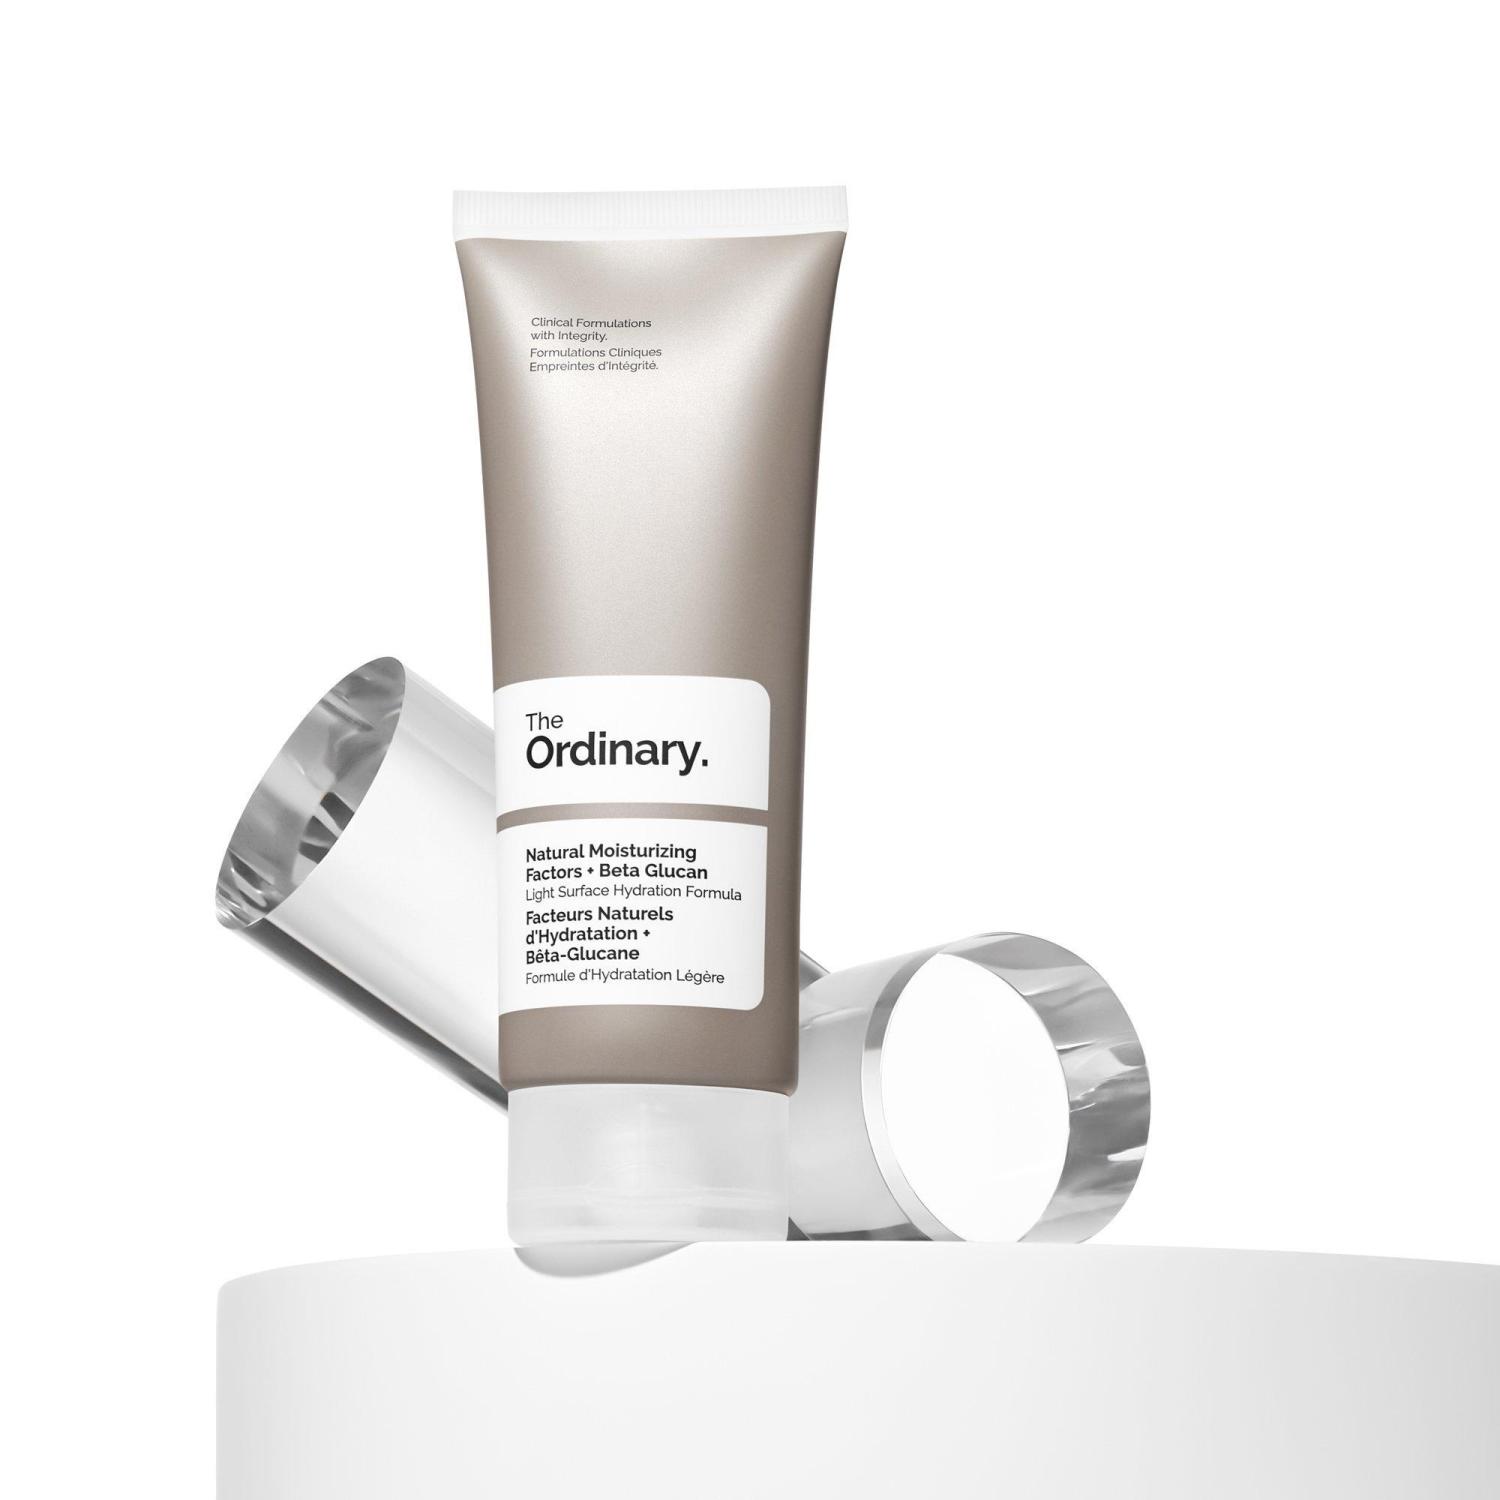 Clinical Formulations
with Integrity.
Formulations Cliniques
Empreintes d'Intégrité.
The
Ordinary.
Natural Moisturizing
Factors + Beta Glucan
Light Surface Hydration Formula
Facteurs Naturels
d'Hydratation +
Bêta-Glucane
Formule d'Hydratation Légère